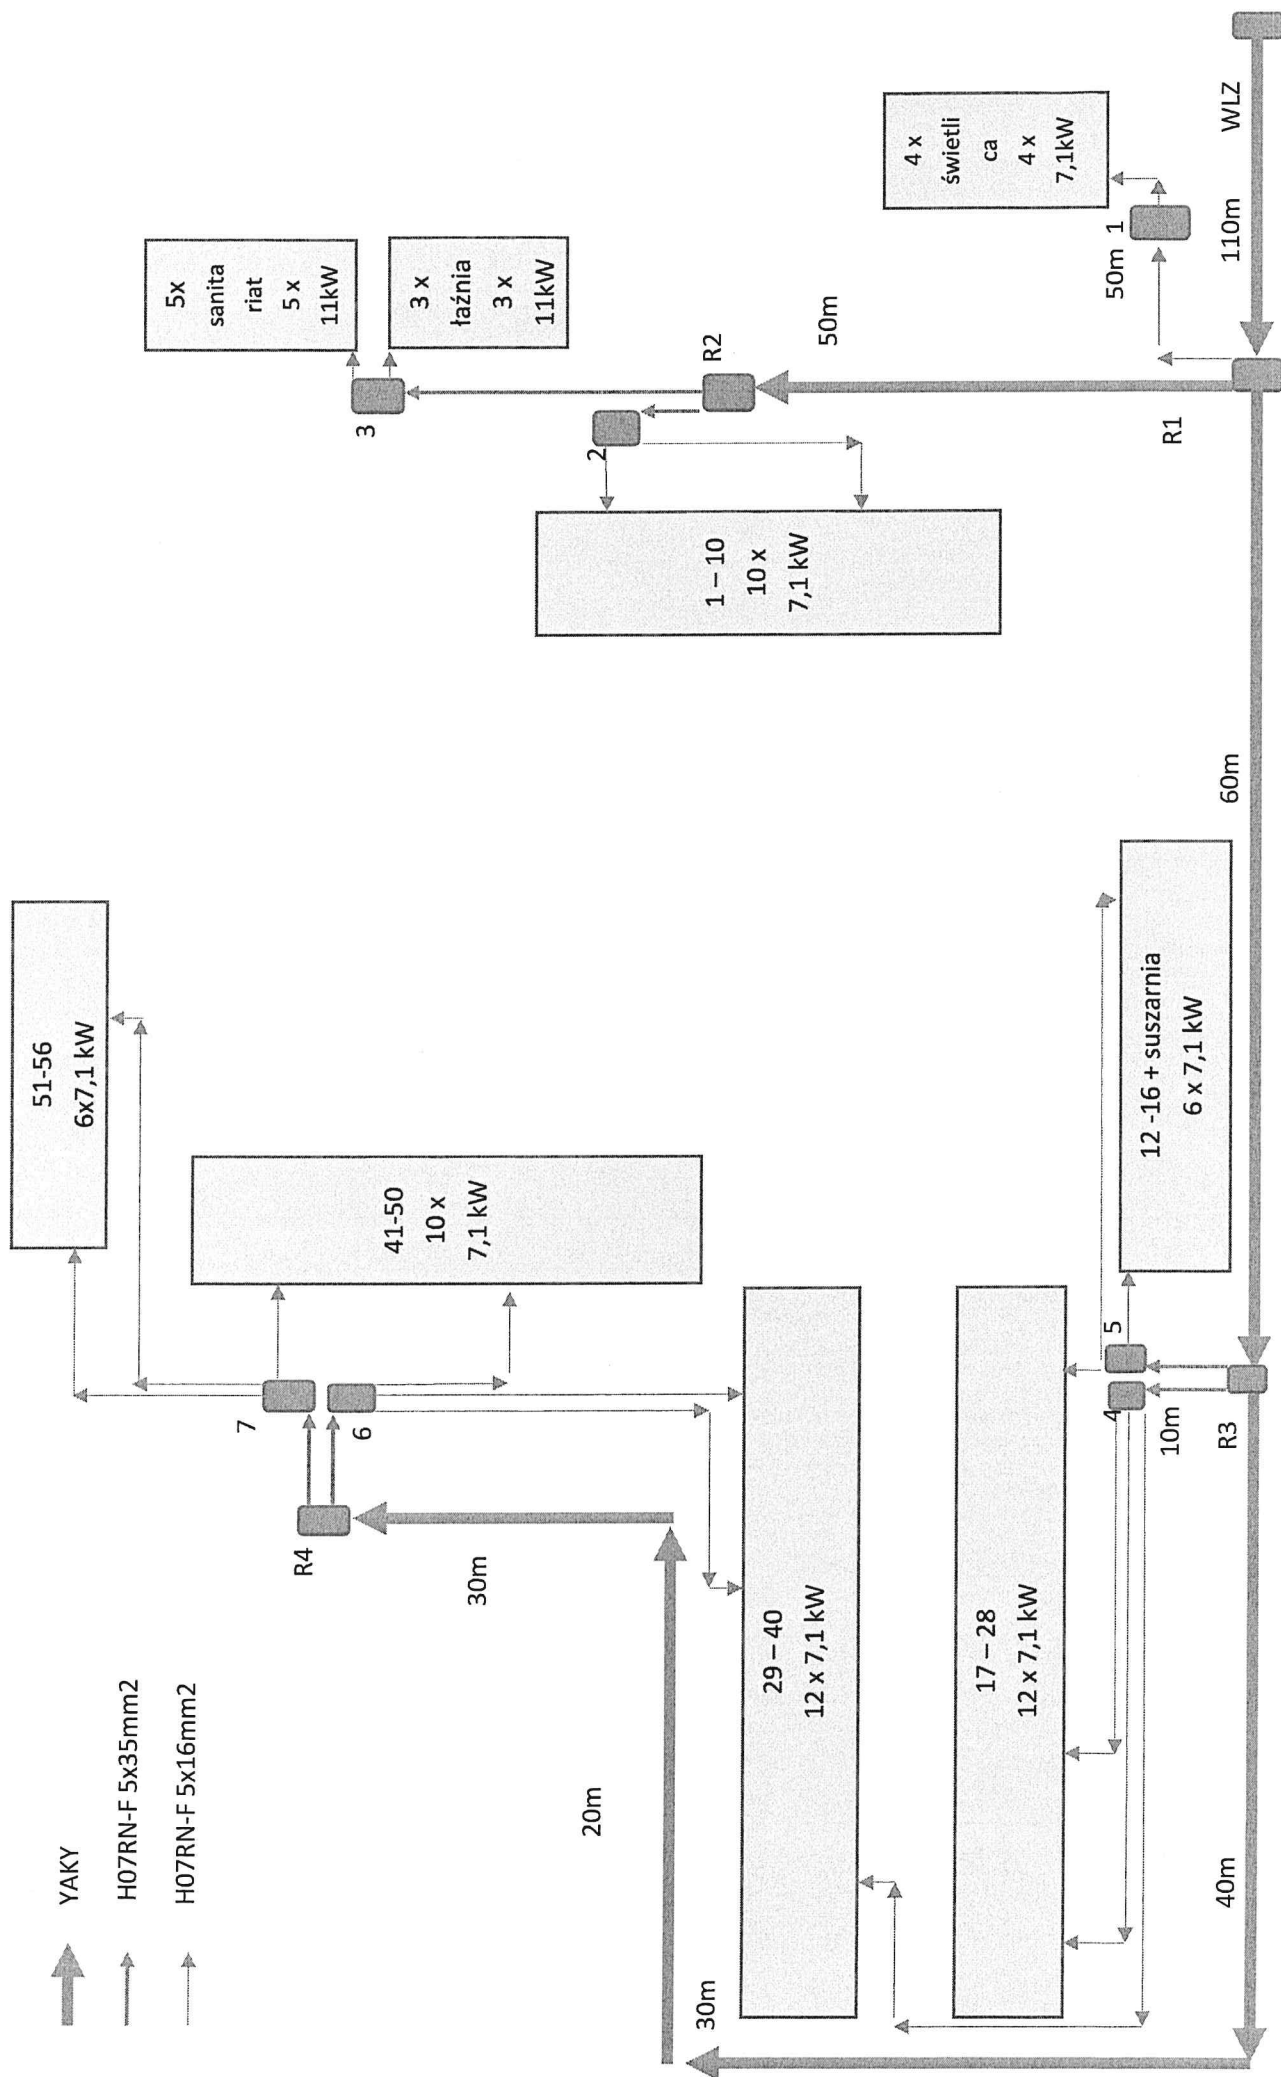 YAKY
H07RN-F 5x35mm2
H07RN-F 5x16mm2
51-56
6x7,1 kW
5x
sanita
riat
5 x
11kW
3 x
łaźnia
3 x
11kW
4 x
świetli
ca
4 x
7,1kW
3
7
41-50
10 x
7,1 kW
6
R4
30m
2
R2
50m
1 – 10
10 x
7,1 kW
20m
29 – 40
12 x 7,1 kW
30m
17 – 28
12 x 7,1 kW
5
4
10m
12 -16 + suszarnia
6 x 7,1 kW
50m
1
R1
R3
40m
60m
110m
WLZ